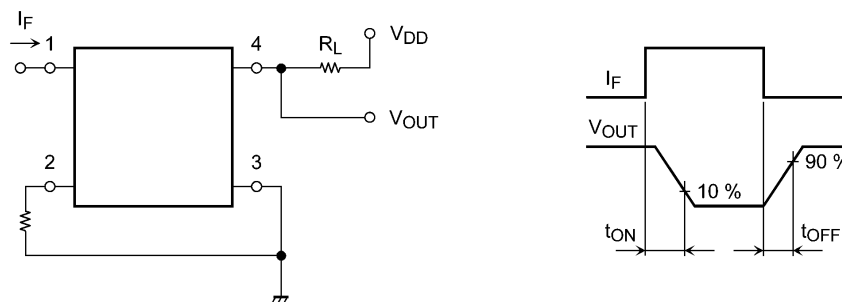 I_F
1
4
R_L
V_DD
V_OUT
2
3
I_F
V_OUT
10 %
90 %
t_ON
t_OFF